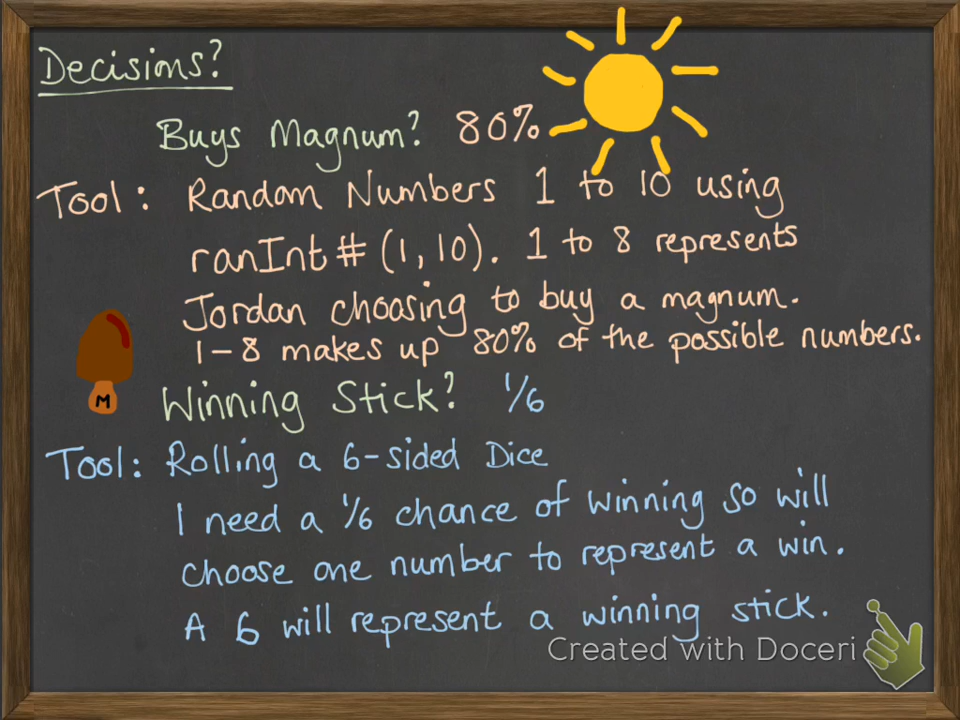 Decisions?
Buys Magnum? 80%
Tool: Random Numbers 1 to 10 using
ranInt# (1,10). 1 to 8 represents
Jordan choosing to buy a magnum.
1-8 makes up 80% of the possible numbers.
M
Winning Stick? 1/6
Tool: Rolling a 6-sided Dice
I need a 1/6 chance of winning so will
choose one number to represent a win.
A 6 will represent a winning stick.
Created with Doceri